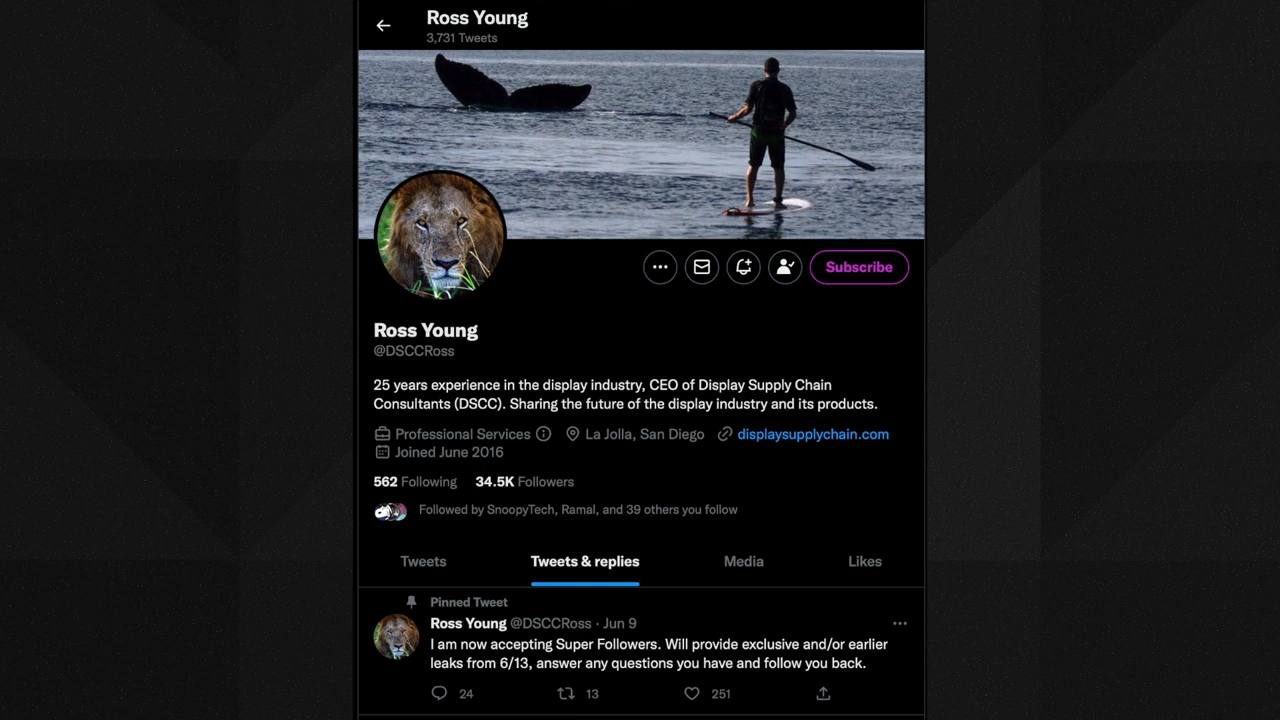 Ross Young
3,731 Tweets
Subscribe
Ross Young
@DSCCRoss
25 years experience in the display industry, CEO of Display Supply Chain
Consultants (DSCC). Sharing the future of the display industry and its products.
Professional Services La Jolla, San Diego displaysupplychain.com
Joined June 2016
562 Following 34.5K Followers
Followed by SnoopyTech, Ramal, and 39 others you follow
Tweets Tweets & replies Media Likes
Pinned Tweet
Ross Young @DSCCRoss · Jun 9
I am now accepting Super Followers. Will provide exclusive and/or earlier
leaks from 6/13, answer any questions you have and follow you back.
24 13 251